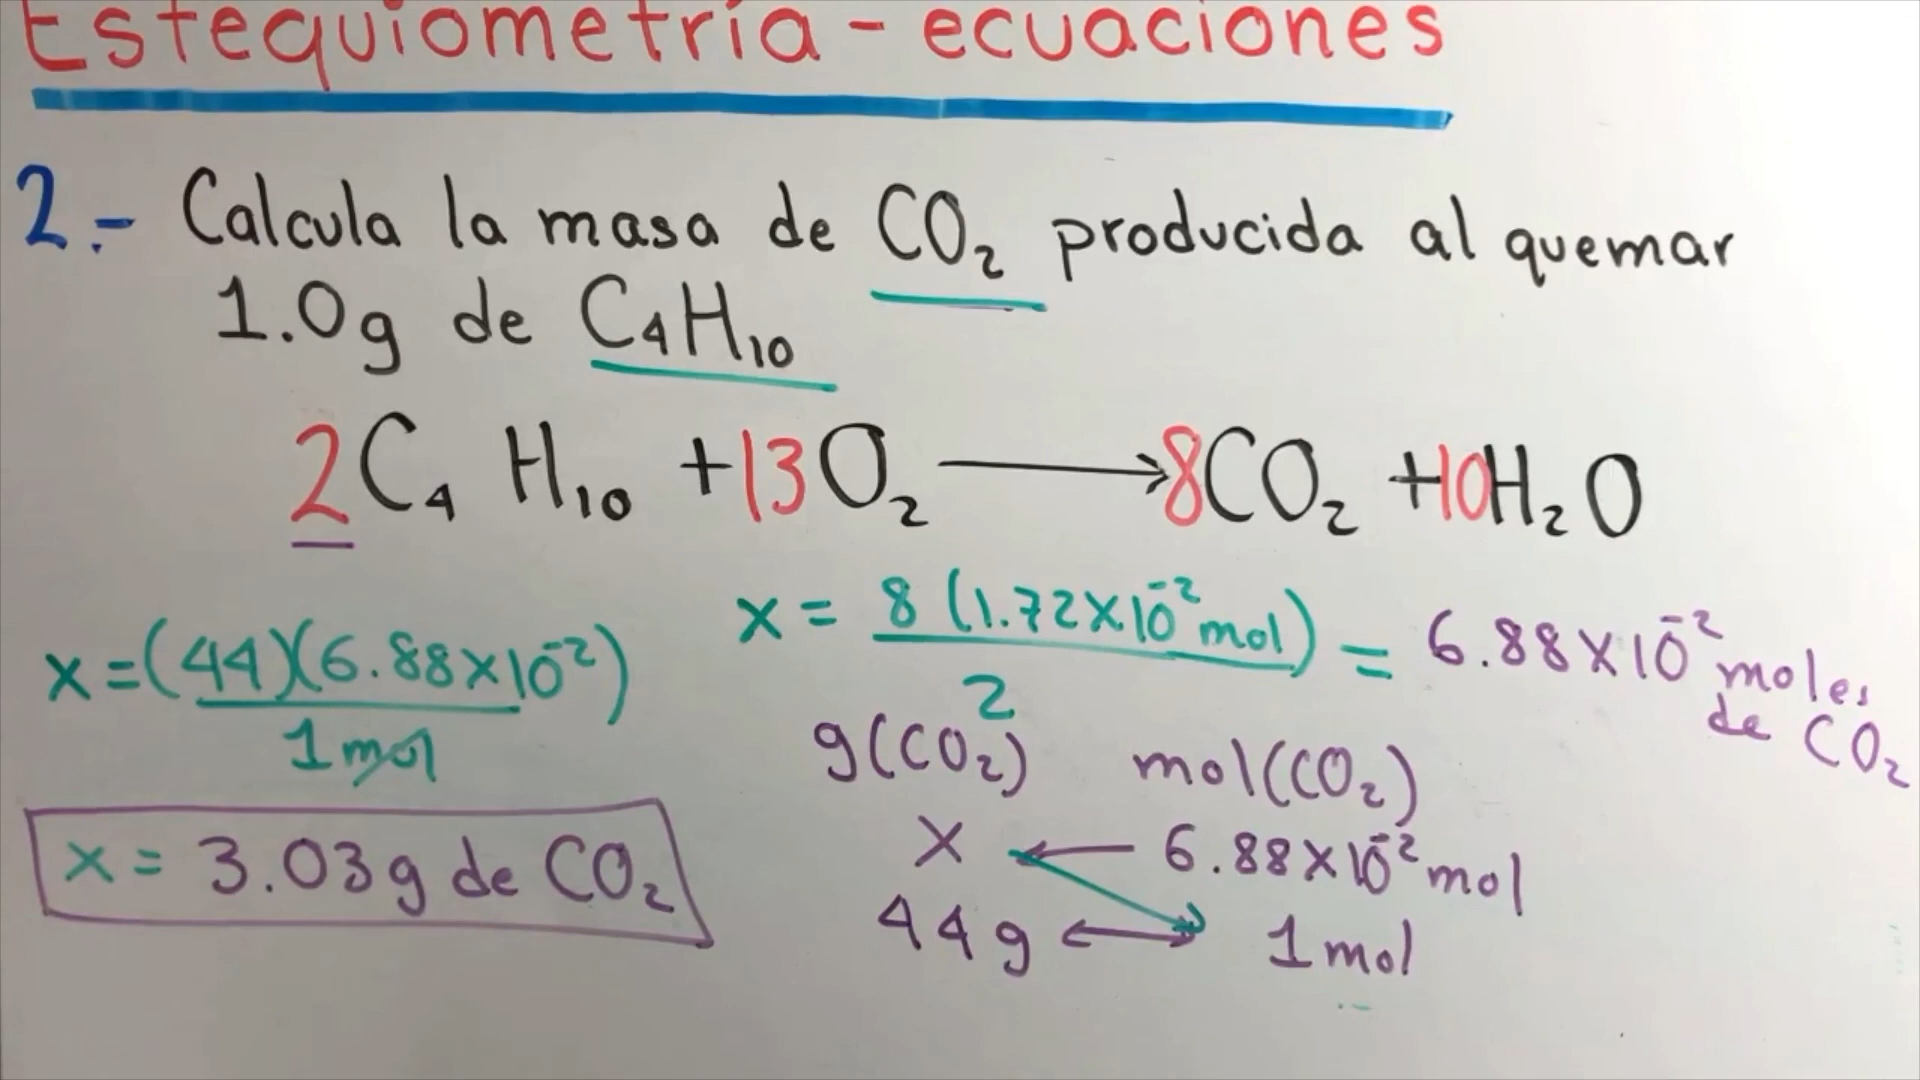 Estequiometría - ecuaciones
2.- Calcula la masa de CO₂ producida al quemar
1.0g de C₄H₁₀
2C₄H₁₀ + 13O₂ → 8CO₂ + 10H₂O
x = 8 (1.72x10⁻² mol) / 2 = 6.88x10⁻² moles de CO₂
g(CO₂) mol(CO₂)
x ← 6.88x10⁻² mol
44g ↔ 1mol
x = (44)(6.88x10⁻²) / 1mol
x = 3.03g de CO₂